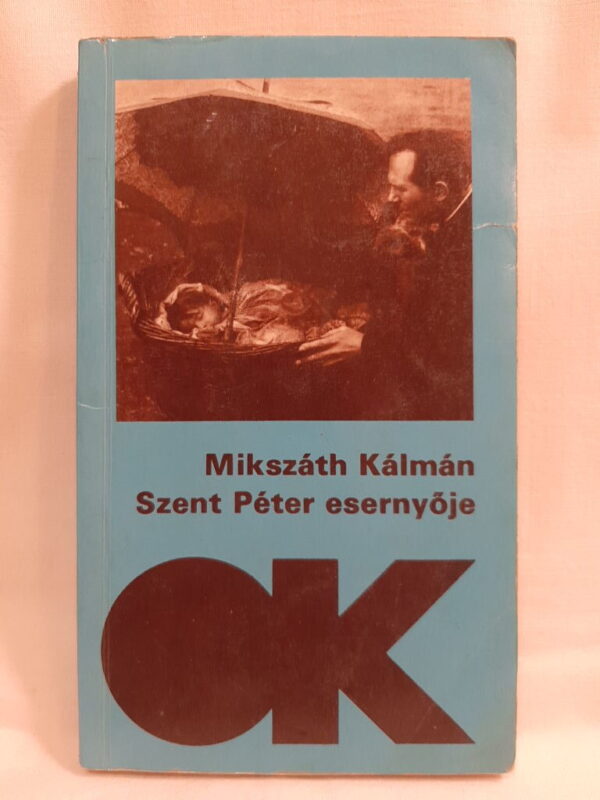 Mikszáth Kálmán
Szent Péter esernyője
OK